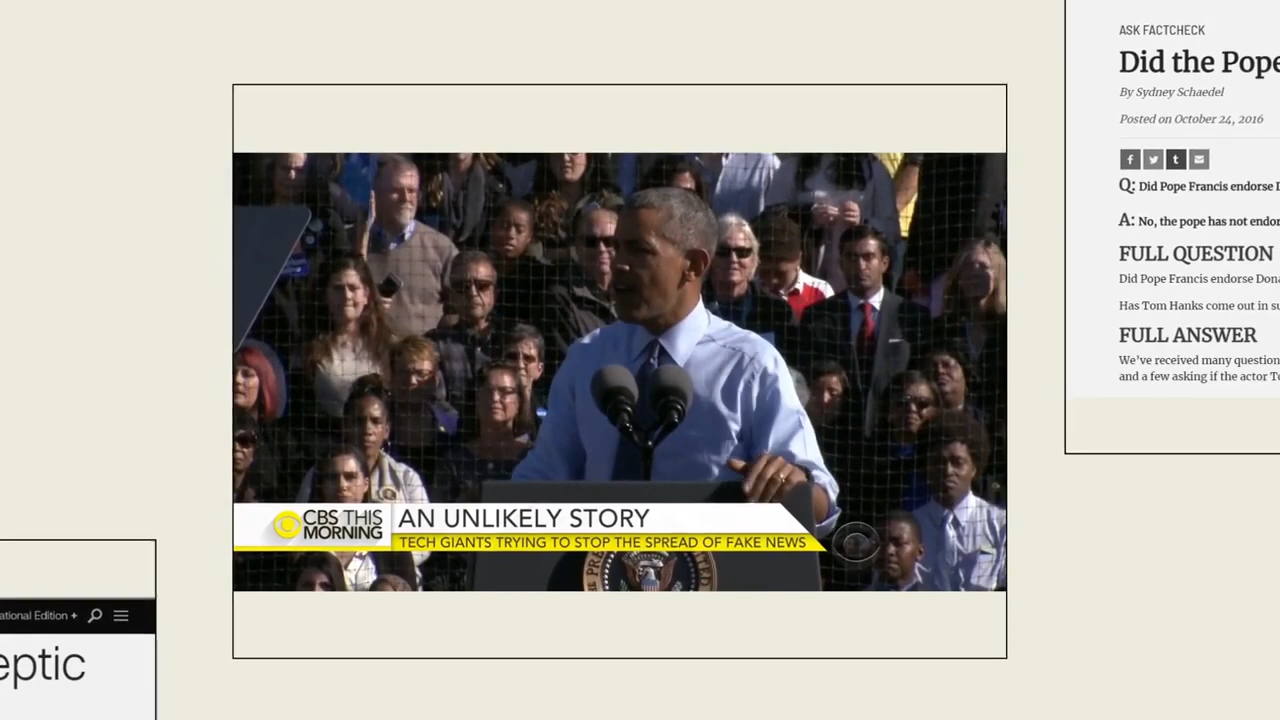 ASK FACTCHECK
Did the Pope
By Sydney Schaedel
Posted on October 24, 2016
Q: Did Pope Francis endorse
A: No, the pope has not
FULL QUESTION
Did Pope Francis endorse
Has Tom Hanks come out in
FULL ANSWER
We've received many
and a few asking if the actor
CBS THIS
MORNING
AN UNLIKELY STORY
TECH GIANTS TRYING TO STOP THE SPREAD OF FAKE NEWS
Edition +